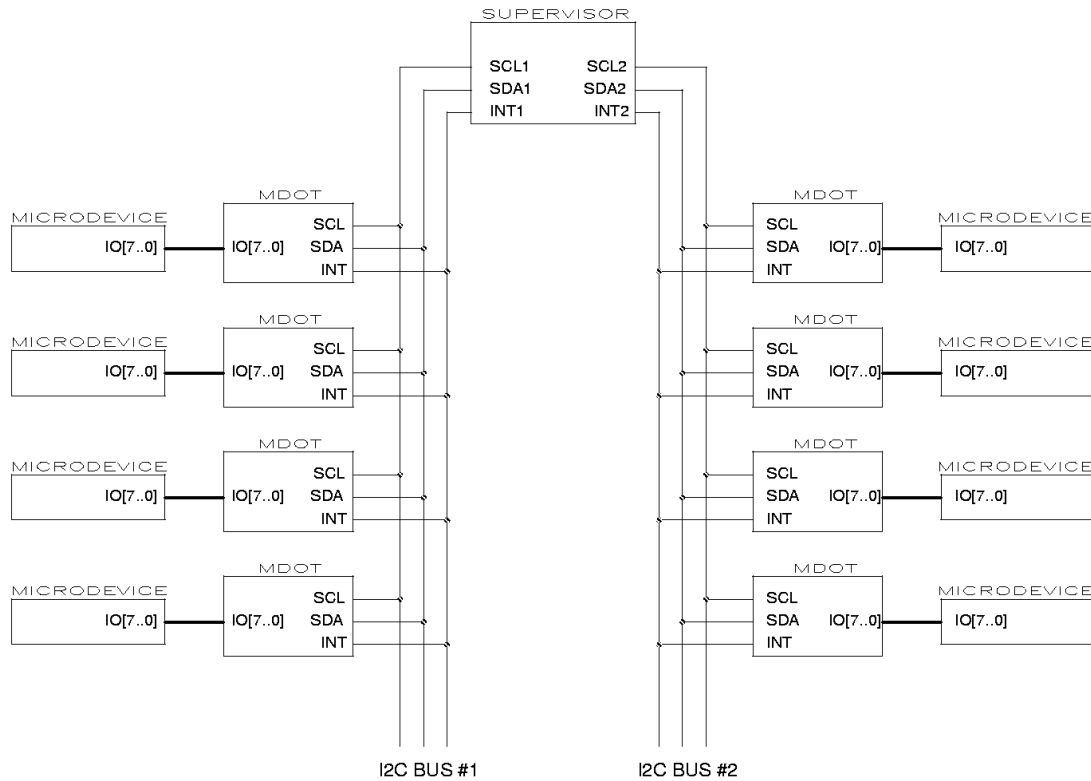 SUPERVISOR
SCL1 SCL2
SDA1 SDA2
INT1 INT2
MDOT MDOT
MICRODEVICE SCL SCL MICRODEVICE
IO[7..0] IO[7..0] SDA SDA IO[7..0] IO[7..0]
INT INT
MDOT MDOT
MICRODEVICE SCL SCL MICRODEVICE
IO[7..0] IO[7..0] SDA SDA IO[7..0] IO[7..0]
INT INT
MDOT MDOT
MICRODEVICE SCL SCL MICRODEVICE
IO[7..0] IO[7..0] SDA SDA IO[7..0] IO[7..0]
INT INT
MDOT MDOT
MICRODEVICE SCL SCL MICRODEVICE
IO[7..0] IO[7..0] SDA SDA IO[7..0] IO[7..0]
INT INT
I2C BUS #1 I2C BUS #2